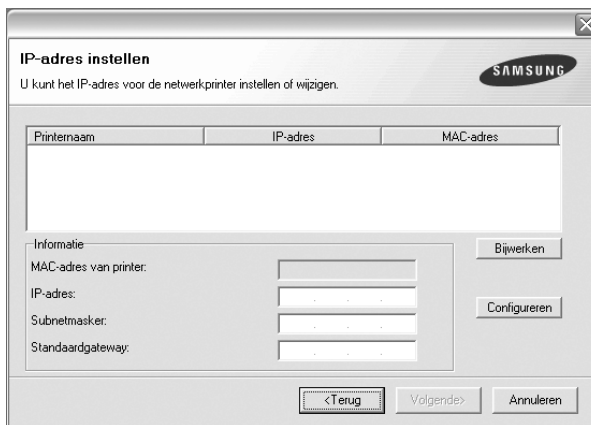 IP-adres instellen
U kunt het IP-adres voor de netwerkprinter instellen of wijzigen.
SAMSUNG
Printernaam IP-adres MAC-adres
Informatie
Bijwerken
MAC-adres van printer:
IP-adres:
Configureren
Subnetmasker:
Standaardgateway:
<Terug Volgende> Annuleren